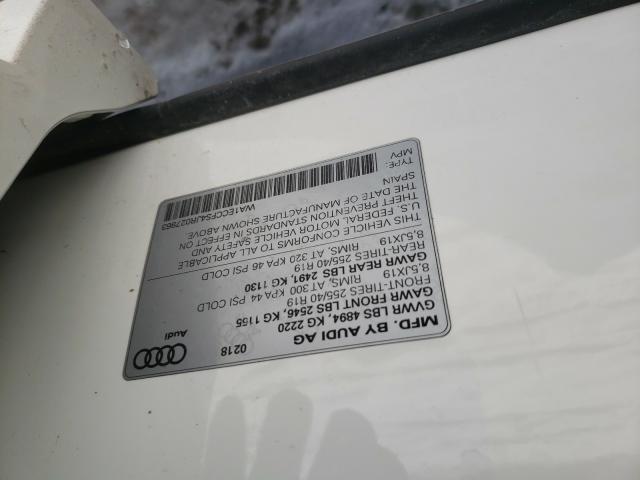 MFD. BY AUDI AG 0218
Audi
GVWR LBS 4894, KG 2220
GAWR FRONT LBS 2546, KG 1155
FRONT-TIRES 255/40 R19
8,5JX19 RIMS, AT 300 KPA 44 PSI COLD
GAWR REAR LBS 2491, KG 1130
REAR-TIRES 255/40 R19
8,5JX19 RIMS, AT 320 KPA 46 PSI COLD
THIS VEHICLE CONFORMS TO ALL APPLICABLE
U.S. FEDERAL MOTOR VEHICLE SAFETY AND
THEFT PREVENTION STANDARDS IN EFFECT ON
THE DATE OF MANUFACTURE SHOWN ABOVE.
SPAIN WA1ECCFS4JR027963
TYPE: MPV